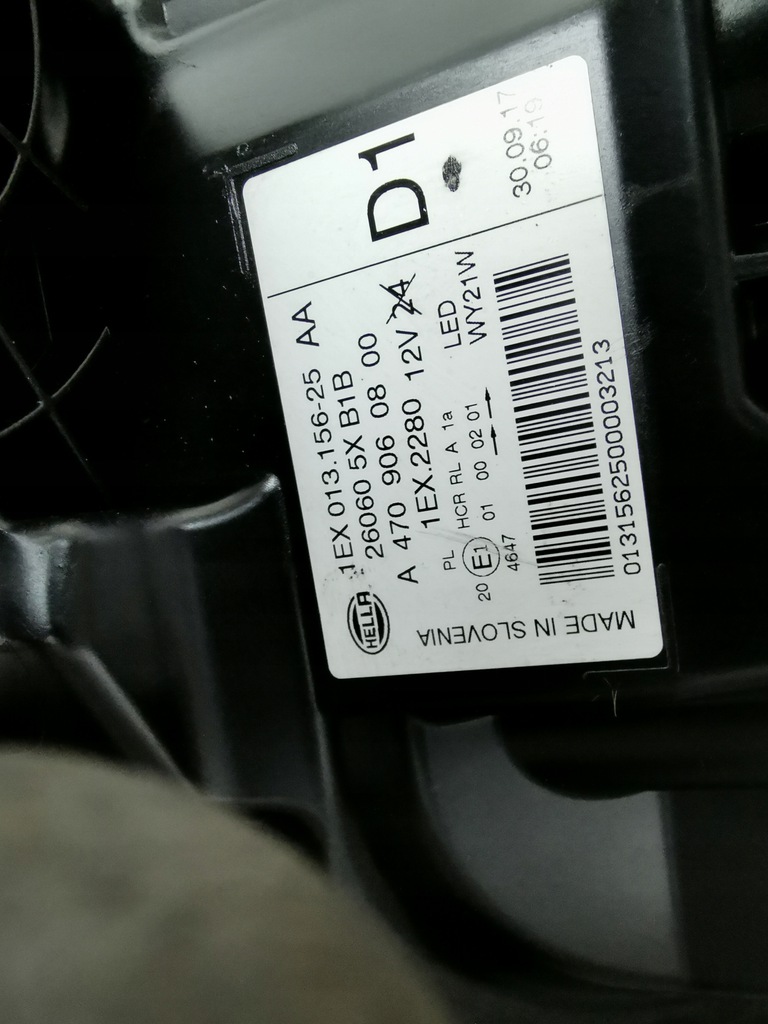 1EX 013.156-25 AA
26060 5X B1B
A 470 906 08 00
1EX.2280 12V 24
PL HCR RL A 1a LED
20 E1 01 00 02 01 WY21W
4647
0131562500003213
HELLA
MADE IN SLOVENIA
D1
30.09.17
06:19